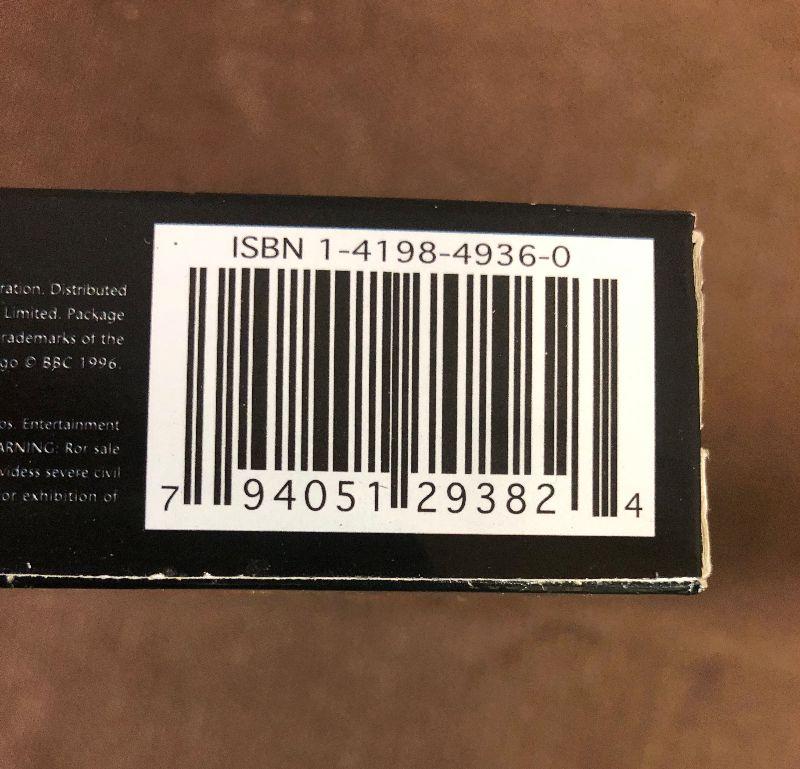 ISBN 1-4198-4936-0
ration. Distributed
Limited. Package
rademarks of the
go © BBC 1996.
os. Entertainment
ARNING: Ror sale
videss severe civil
or exhibition of
7 94051 29382 4